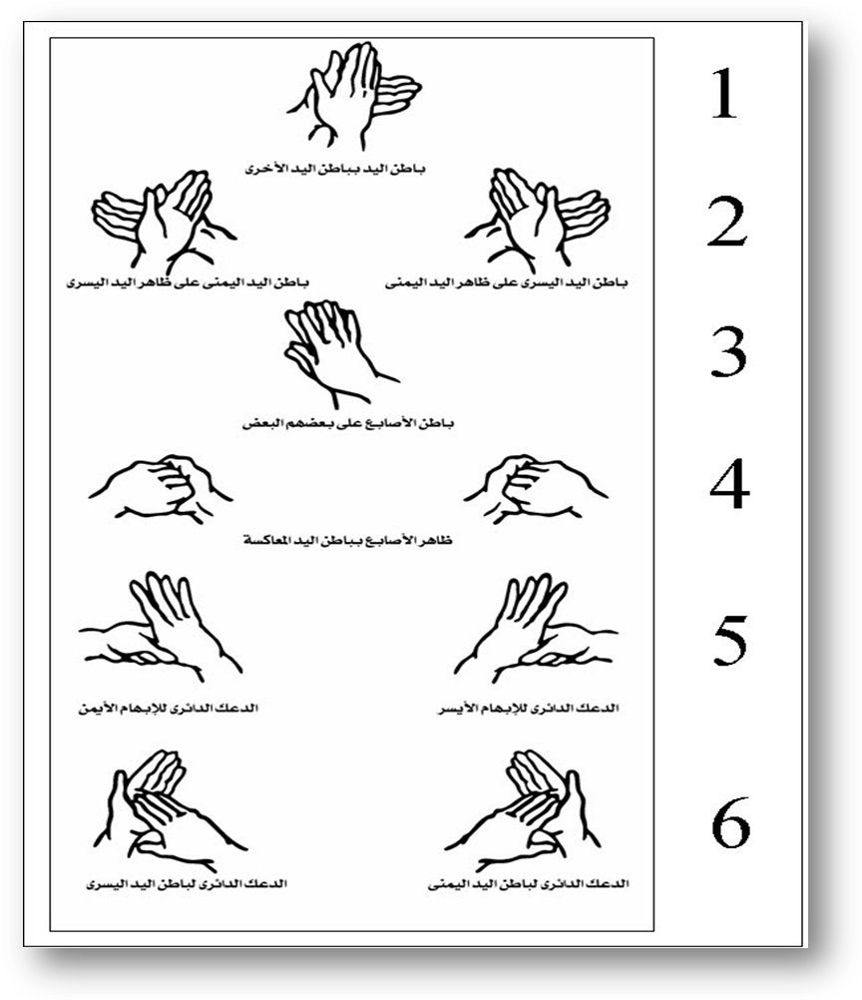 1
باطن اليد بباطن اليد الأخرى
2
باطن اليد اليسرى على ظاهر اليد اليمنى
باطن اليد اليمنى على ظاهر اليد اليسرى
3
باطن الأصابع على بعضهم البعض
4
ظاهر الأصابع بباطن اليد المعاكسة
5
الدعك الدائرى للإبهام الأيسر
الدعك الدائرى للإبهام الأيمن
6
الدعك الدائرى لباطن اليد اليمنى
الدعك الدائرى لباطن اليد اليسرى